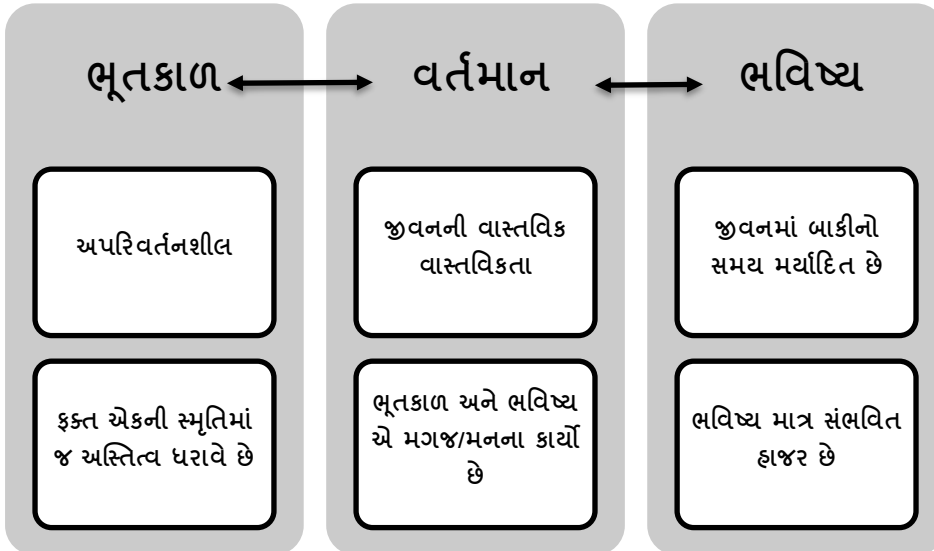 ભૂતકાળ
અપરિવર્તનશીલ
ફક્ત એકની સ્મૃતિમાં
જ અસ્તિત્વ ધરાવે છે
વર્તમાન
જીવનની વાસ્તવિક
વાસ્તવિકતા
ભૂતકાળ અને ભવિષ્ય
એ મગજ/મનના કાર્યો
છે
ભવિષ્ય
જીવનમાં બાકીનો
સમય મર્યાદિત છે
ભવિષ્ય માત્ર સંભવિત
હાજર છે